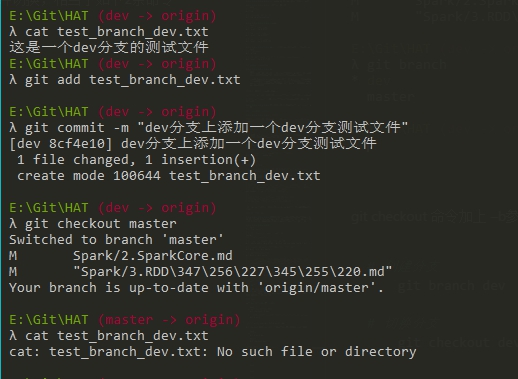 E:\Git\HAT (dev -> origin)
λ cat test_branch_dev.txt
这是一个dev分支的测试文件
E:\Git\HAT (dev -> origin)
λ git add test_branch_dev.txt
E:\Git\HAT (dev -> origin)
λ git commit -m "dev分支上添加一个dev分支测试文件"
[dev 8cf4e10] dev分支上添加一个dev分支测试文件
1 file changed, 1 insertion(+)
create mode 100644 test_branch_dev.txt
E:\Git\HAT (dev -> origin)
λ git checkout master
Switched to branch 'master'
M Spark/2.SparkCore.md
M "Spark/3.RDD\347\256\227\345\255\220.md"
Your branch is up-to-date with 'origin/master'.
E:\Git\HAT (master -> origin)
λ cat test_branch_dev.txt
cat: test_branch_dev.txt: No such file or directory